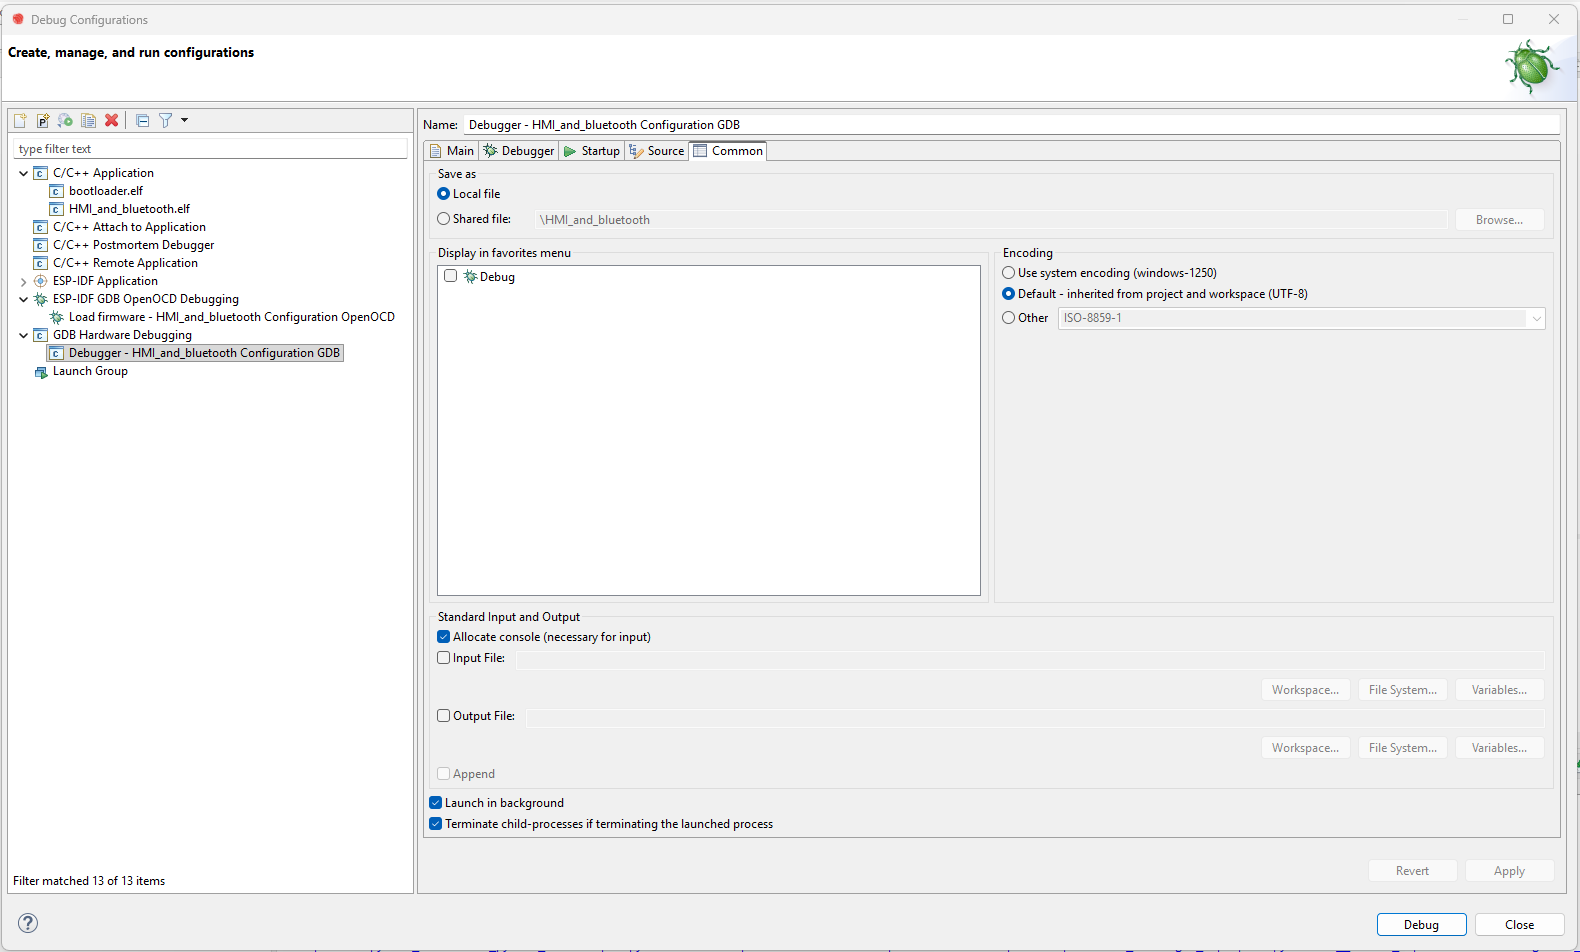 Debug Configurations
Create, manage, and run configurations
type filter text
C/C++ Application
bootloader.elf
HMI_and_bluetooth.elf
C/C++ Attach to Application
C/C++ Postmortem Debugger
C/C++ Remote Application
ESP-IDF Application
ESP-IDF GDB OpenOCD Debugging
Load firmware - HMI_and_bluetooth Configuration OpenOCD
GDB Hardware Debugging
Debugger - HMI_and_bluetooth Configuration GDB
Launch Group
Filter matched 13 of 13 items
Name: Debugger - HMI_and_bluetooth Configuration GDB
Main Debugger Startup Source Common
Save as
Local file
Shared file: \HMI_and_bluetooth Browse...
Display in favorites menu
Debug
Encoding
Use system encoding (windows-1250)
Default - inherited from project and workspace (UTF-8)
Other ISO-8859-1
Standard Input and Output
Allocate console (necessary for input)
Input File:
Workspace... File System... Variables...
Output File:
Workspace... File System... Variables...
Append
Launch in background
Terminate child-processes if terminating the launched process
Revert Apply
Debug Close